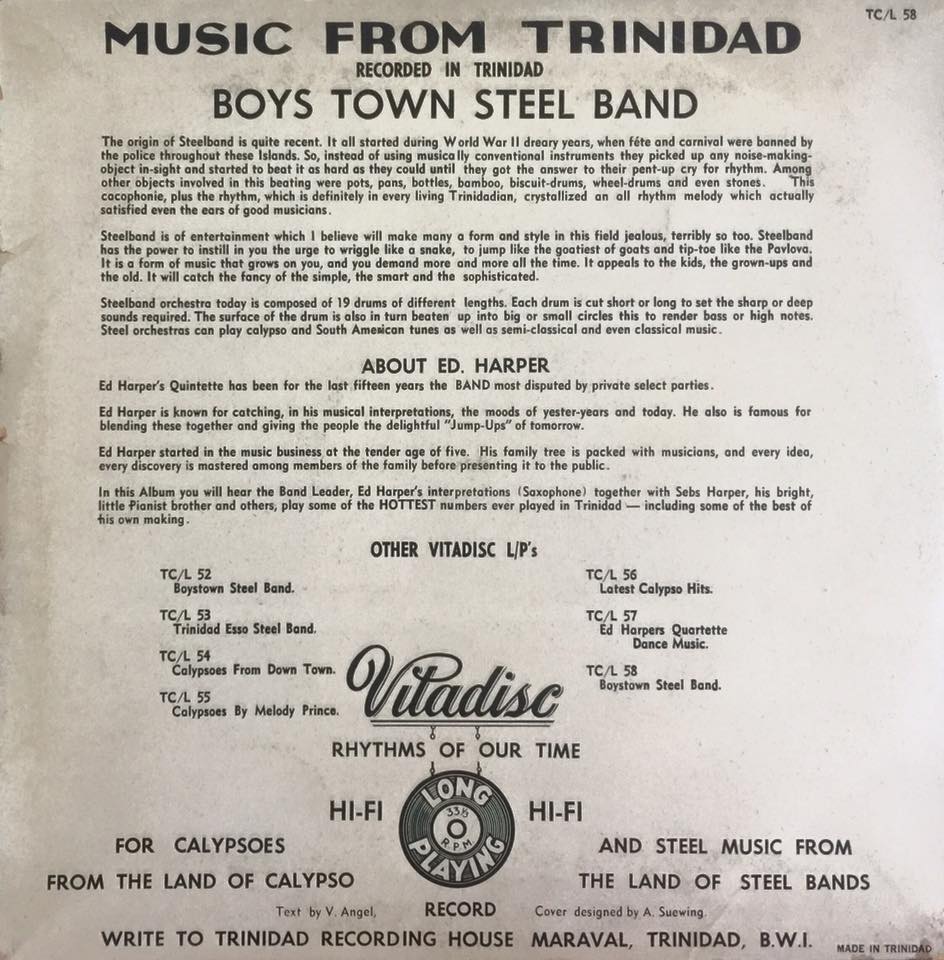 TC/L 58
MUSIC FROM TRINIDAD
RECORDED IN TRINIDAD
BOYS TOWN STEEL BAND
The origin of Steelband is quite recent. It all started during World War II dreary years, when féte and carnival were banned by
the police throughout these Islands. So, instead of using musically conventional instruments they picked up any noise-making-
object in-sight and started to beat it as hard as they could until they got the answer to their pent-up cry for rhythm. Among
other objects involved in this beating were pots, pans, bottles, bamboo, biscuit-drums, wheel-drums and even stones. This
cacophonie, plus the rhythm, which is definitely in every living Trinidadian, crystallized an all rhythm melody which actually
satisfied even the ears of good musicians.
Steelband is of entertainment which I believe will make many a form and style in this field jealous, terribly so too. Steelband
has the power to instill in you the urge to wriggle like a snake, to jump like the goatiest of goats and tip-toe like the Pavlova.
It is a form of music that grows on you, and you demand more and more all the time. It appeals to the kids, the grown-ups and
the old. It will catch the fancy of the simple, the smart and the sophisticated.
Steelband orchestra today is composed of 19 drums of different lengths. Each drum is cut short or long to set the sharp or deep
sounds required. The surface of the drum is also in turn beaten up into big or small circles this to render bass or high notes.
Steel orchestras can play calypso and South American tunes as well as semi-classical and even classical music.
ABOUT ED. HARPER
Ed Harper's Quintette has been for the last fifteen years the BAND most disputed by private select parties.
Ed Harper is known for catching, in his musical interpretations, the moods of yester-years and today. He also is famous for
blending these together and giving the people the delightful "Jump-Ups" of tomorrow.
Ed Harper started in the music business at the tender age of five. His family tree is packed with musicians, and every idea,
every discovery is mastered among members of the family before presenting it to the public.
In this Album you will hear the Band Leader, Ed Harper's interpretations (Saxophone) together with Sebs Harper, his bright,
little Pianist brother and others, play some of the HOTTEST numbers ever played in Trinidad — including some of the best of
his own making.
OTHER VITADISC L/P's
TC/L 52
Boystown Steel Band.
TC/L 53
Trinidad Esso Steel Band.
TC/L 54
Calypsoes From Down Town.
TC/L 55
Calypsoes By Melody Prince.
TC/L 56
Latest Calypso Hits.
TC/L 57
Ed Harpers Quartette
Dance Music.
TC/L 58
Boystown Steel Band.
Vitadisc
RHYTHMS OF OUR TIME
HI-FI
LONG
33⅓
R.P.M.
PLAYING
HI-FI
RECORD
FOR CALYPSOES
FROM THE LAND OF CALYPSO
AND STEEL MUSIC FROM
THE LAND OF STEEL BANDS
Text by V. Angel,
Cover designed by A. Suewing.
WRITE TO TRINIDAD RECORDING HOUSE MARAVAL, TRINIDAD, B.W.I.
MADE IN TRINIDAD